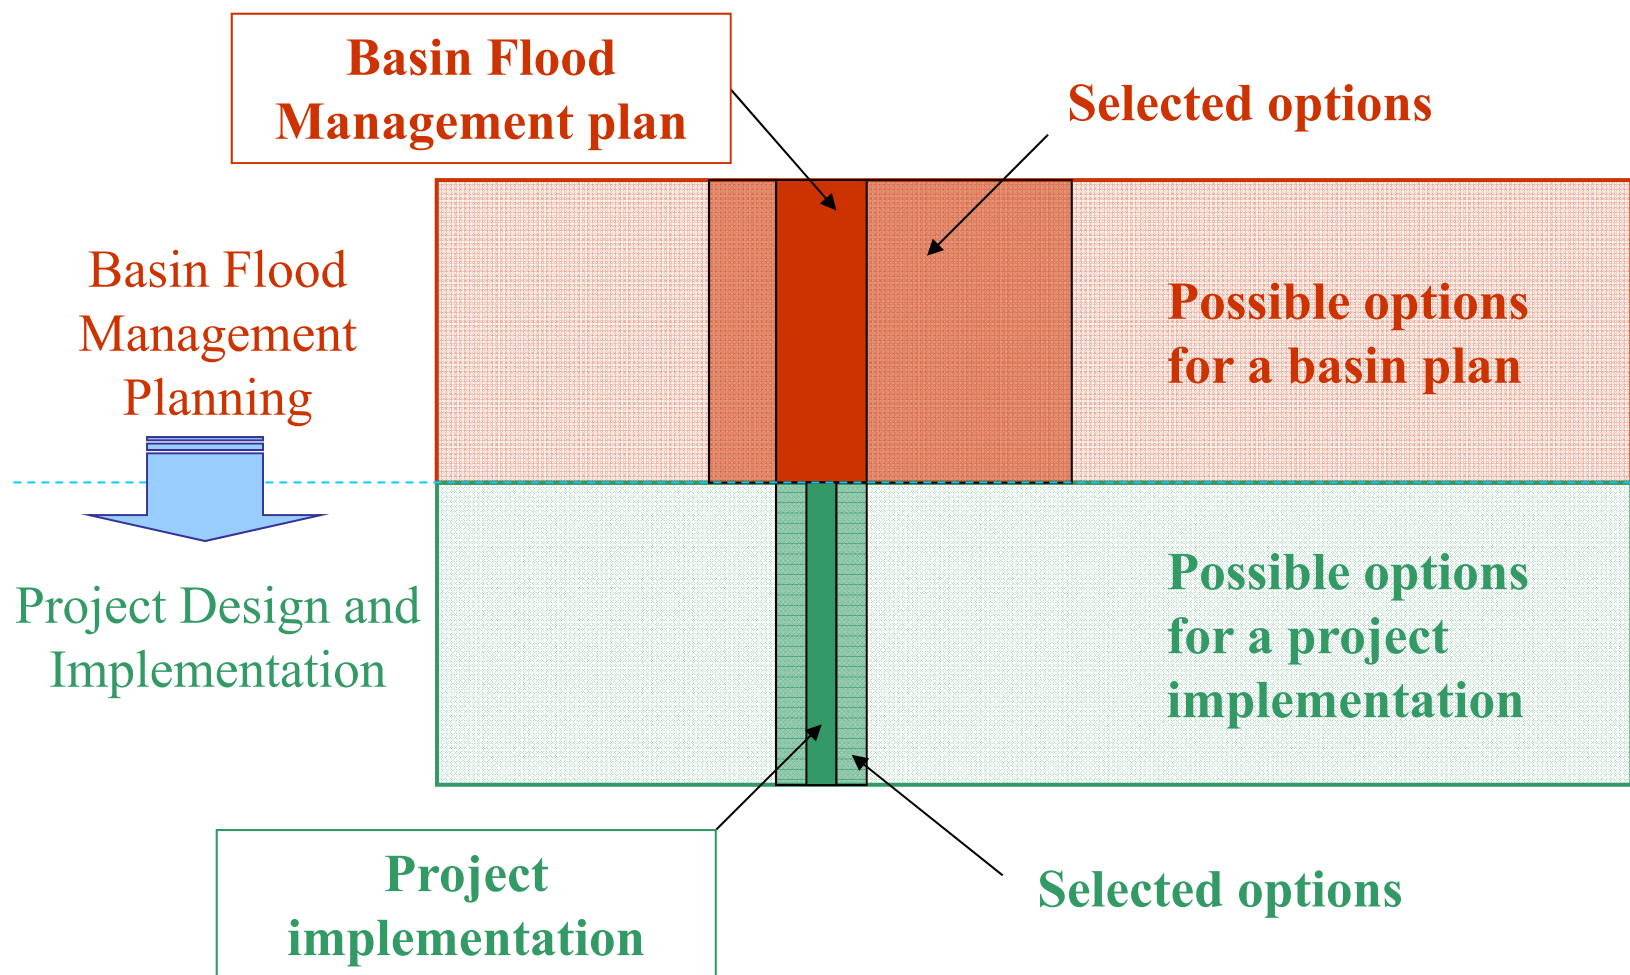 Basin Flood
Management plan
Selected options
Basin Flood
Management
Planning
Possible options
for a basin plan
Project Design and
Implementation
Possible options
for a project
implementation
Project
implementation
Selected options